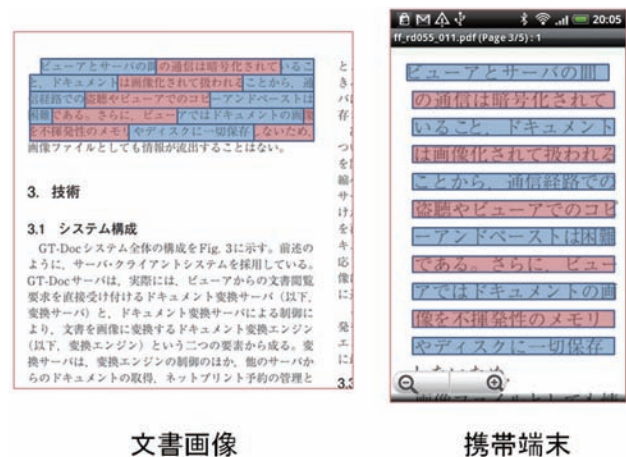 ビューアとサーバの間の通信は暗号化されているこ
と，ドキュメントは画像化されて扱われることから，通
信経路での盗聴やビューアでのコピーアンドペーストは
困難である。さらに，ビューアではドキュメントの画像
を不揮発性のメモリやディスクに一切保存しないため，
画像ファイルとしても情報が流出することはない。
3. 技術
3.1 システム構成
GT-Docシステム全体の構成をFig. 3に示す。前述の
ように，サーバ・クライアントシステムを採用している。
GT-Docサーバは，実際には，ビューアからの文書閲覧
要求を直接受け付けるドキュメント変換サーバ（以下，
変換サーバ）と，ドキュメント変換サーバによる制御に
より，文書を画像に変換するドキュメント変換エンジン
（以下，変換エンジン）という二つの要素から成る。変
換サーバは，変換エンジンの制御のほか，他のサーバか
らのドキュメントの取得，ネットプリント予約の管理と
3.3
文書画像
20:05
ff_rd055_011.pdf (Page 3/5) : 1
ビューアとサーバの間
の通信は暗号化されて
いること，ドキュメント
は画像化されて扱われる
ことから，通信経路での
盗聴やビューアでのコピ
ーアンドペーストは困難
である。さらに，ビュー
アではドキュメントの画
像を不揮発性のメモリ
やディスクに一切保存
しないため，
携帯端末